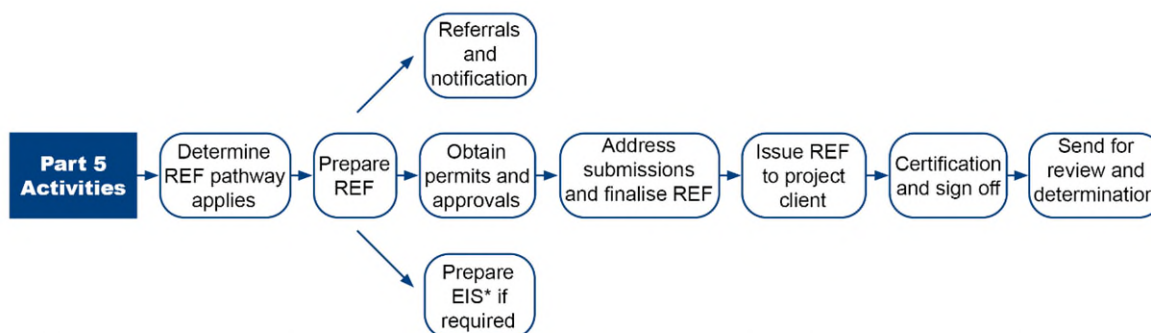 Referrals
and
notification
Part 5
Activities
Determine
REF pathway
applies
Prepare
REF
Obtain
permits and
approvals
Address
submissions
and finalise REF
Issue REF
to project
client
Certification
and sign off
Send for
review and
determination
Prepare
EIS* if
required